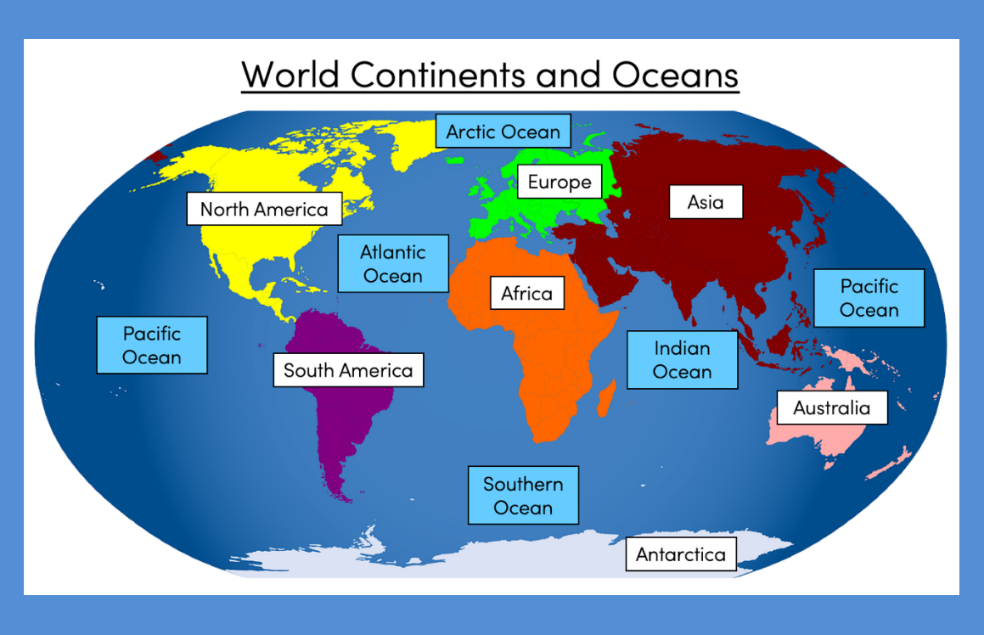 World Continents and Oceans
Arctic Ocean
Europe
Asia
North America
Atlantic
Ocean
Africa
Pacific
Ocean
Pacific
Ocean
Indian
Ocean
South America
Australia
Southern
Ocean
Antarctica